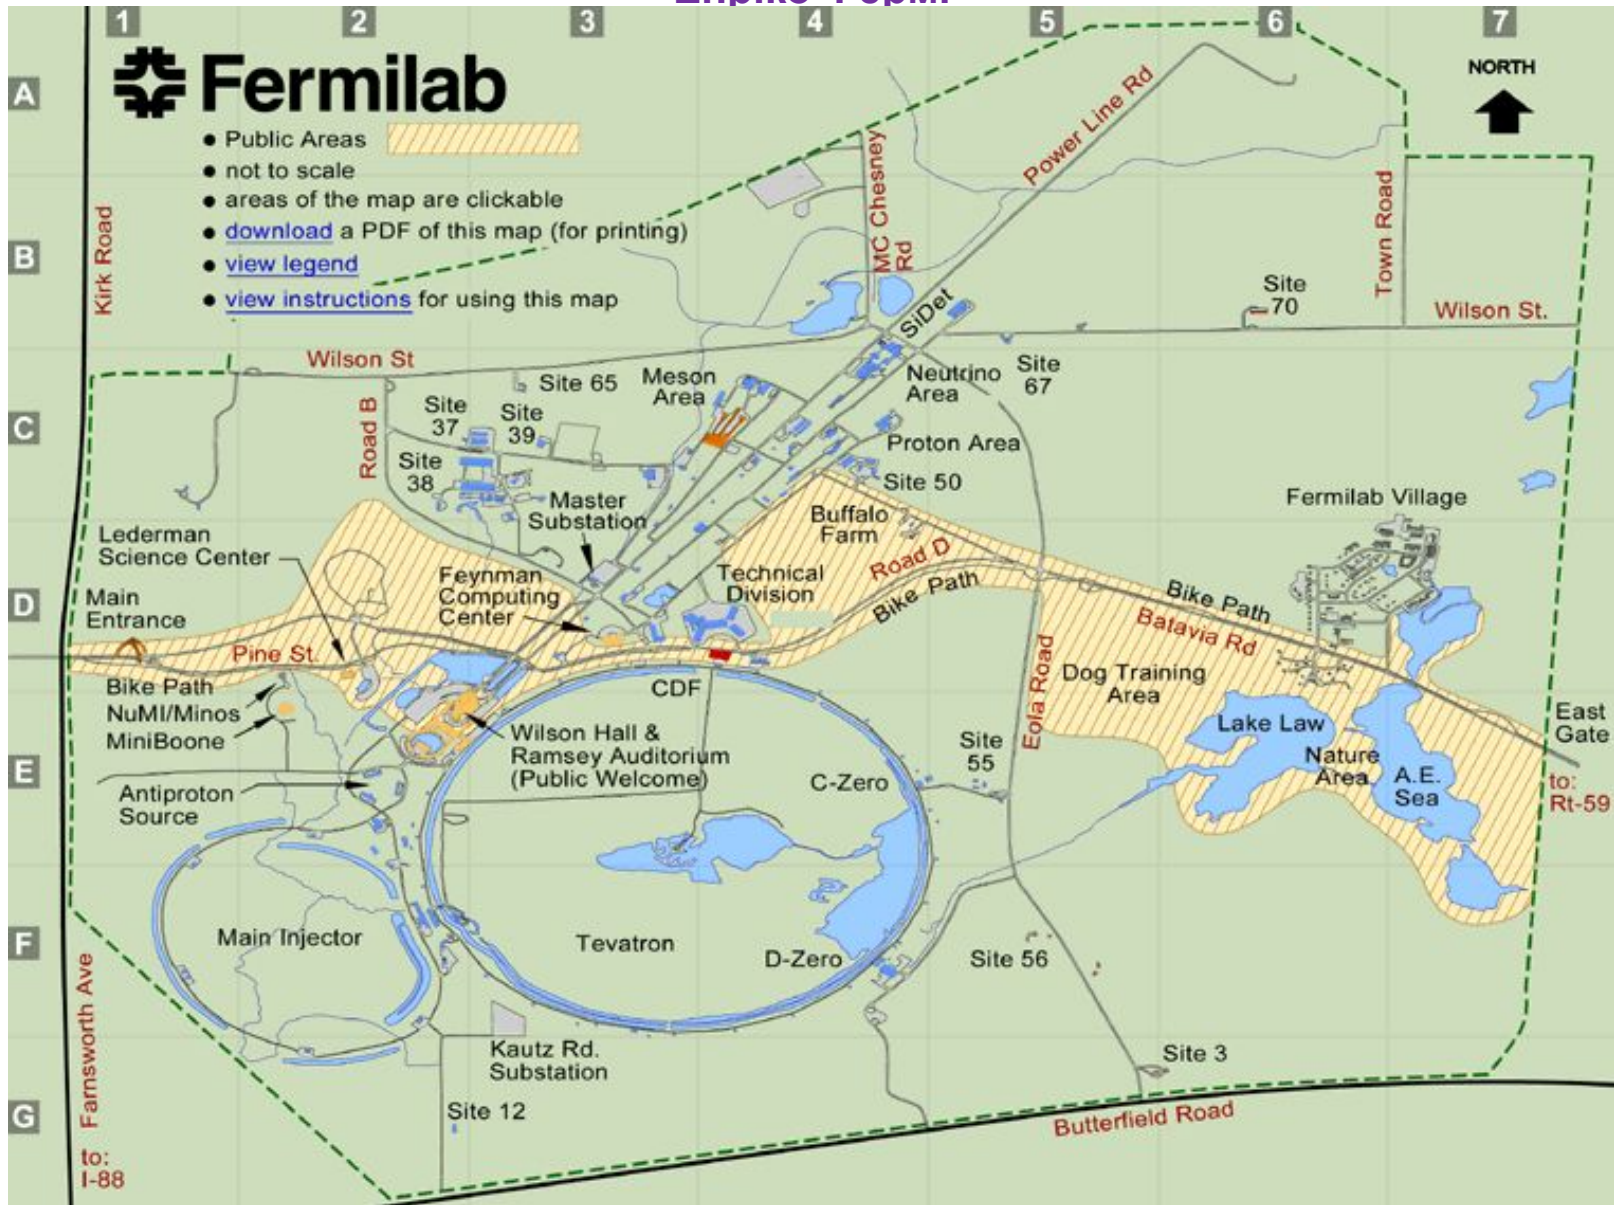 1 2 3 4 5 6 7
Fermilab
NORTH
A
B
C
D
E
F
G
• Public Areas
• not to scale
• areas of the map are clickable
• download a PDF of this map (for printing)
• view legend
• view instructions for using this map
Kirk Road
Power Line Rd
MC Chesney
Rd
Town Road
SiDet
Site
70
Wilson St.
Wilson St
Site 65
Meson
Area
Neutrino
Area
Site
67
Road B
Site
37
Site
39
Site
38
Proton Area
Site 50
Master
Substation
Buffalo
Farm
Fermilab Village
Lederman
Science Center
Feynman
Computing
Center
Technical
Division
Road D
Bike Path
Bike Path
Batavia Rd
Main
Entrance
Pine St.
Bike Path
NuMI/Minos
MiniBoone
CDF
Eola Road
Dog Training
Area
Lake Law
Nature
Area
A.E.
Sea
East
Gate
to:
Rt-59
Wilson Hall &
Ramsey Auditorium
(Public Welcome)
Site
55
C-Zero
Antiproton
Source
Main Injector
Tevatron
D-Zero
Site 56
Farnsworth Ave
Kautz Rd.
Substation
Site 3
Site 12
Butterfield Road
to:
I-88